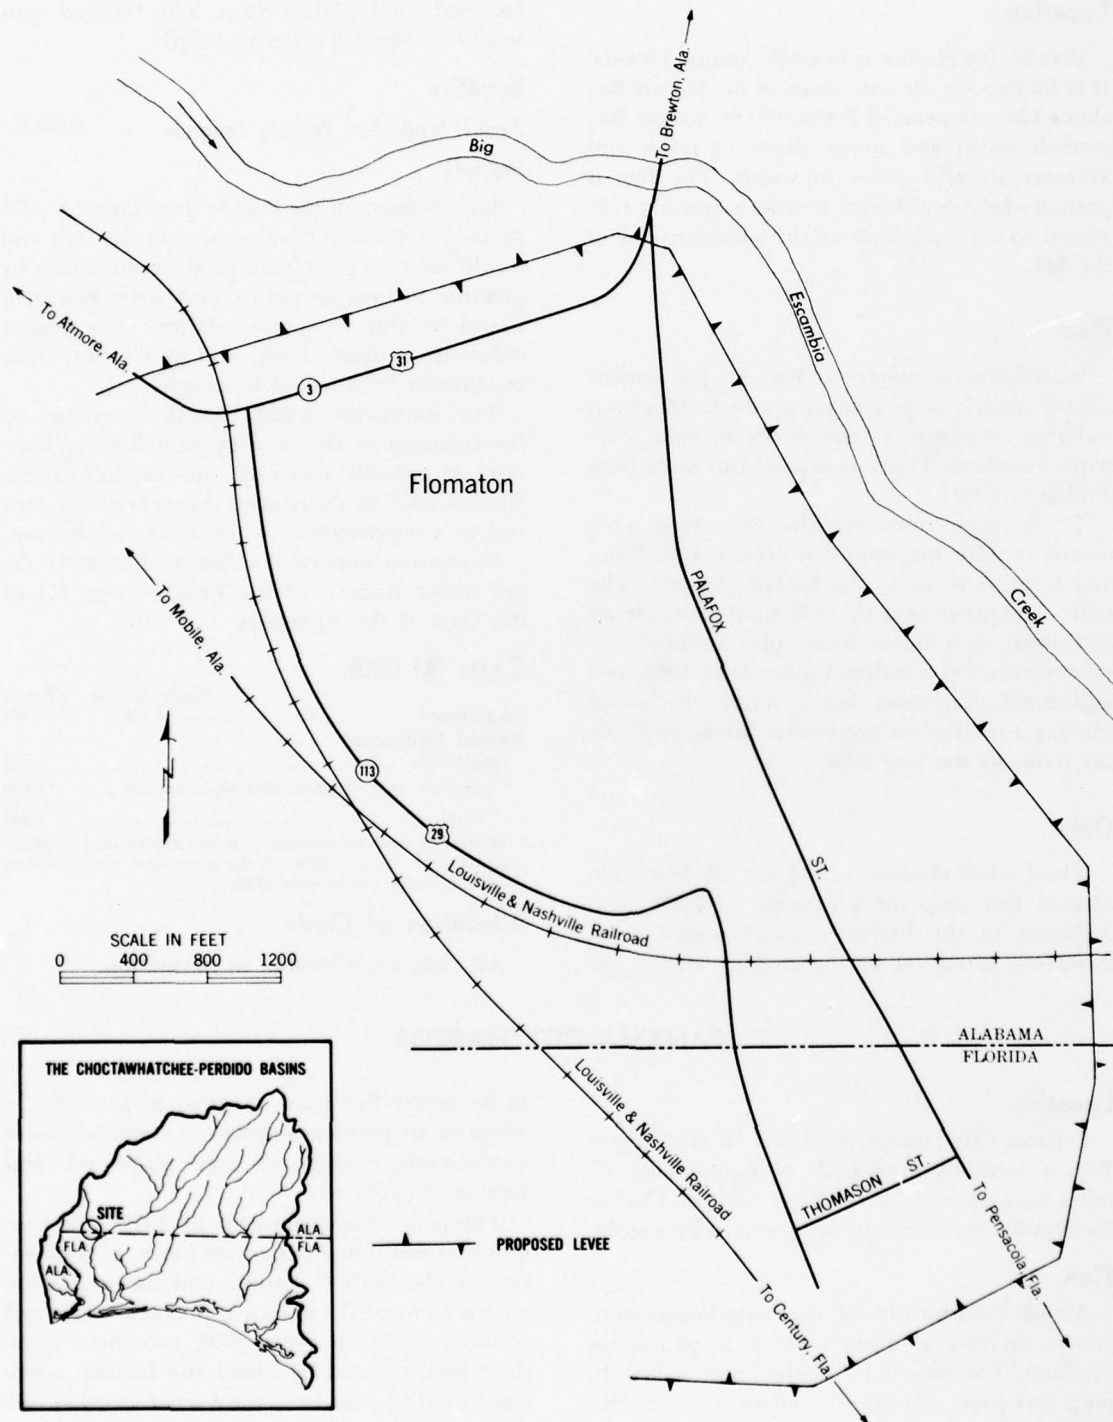 To Brewton, Ala.
Big
Escambia
Creek
To Atmore, Ala.
31
3
Flomaton
To Mobile, Ala.
PALAFOX
ST.
113
29
Louisville & Nashville Railroad
SCALE IN FEET
0 400 800 1200
ALABAMA
FLORIDA
Louisville & Nashville Railroad
THOMASON ST.
To Pensacola, Fla.
To Century, Fla.
THE CHOCTAWHATCHEE-PERDIDO BASINS
SITE
FLA.
ALA.
ALA.
FLA.
PROPOSED LEVEE